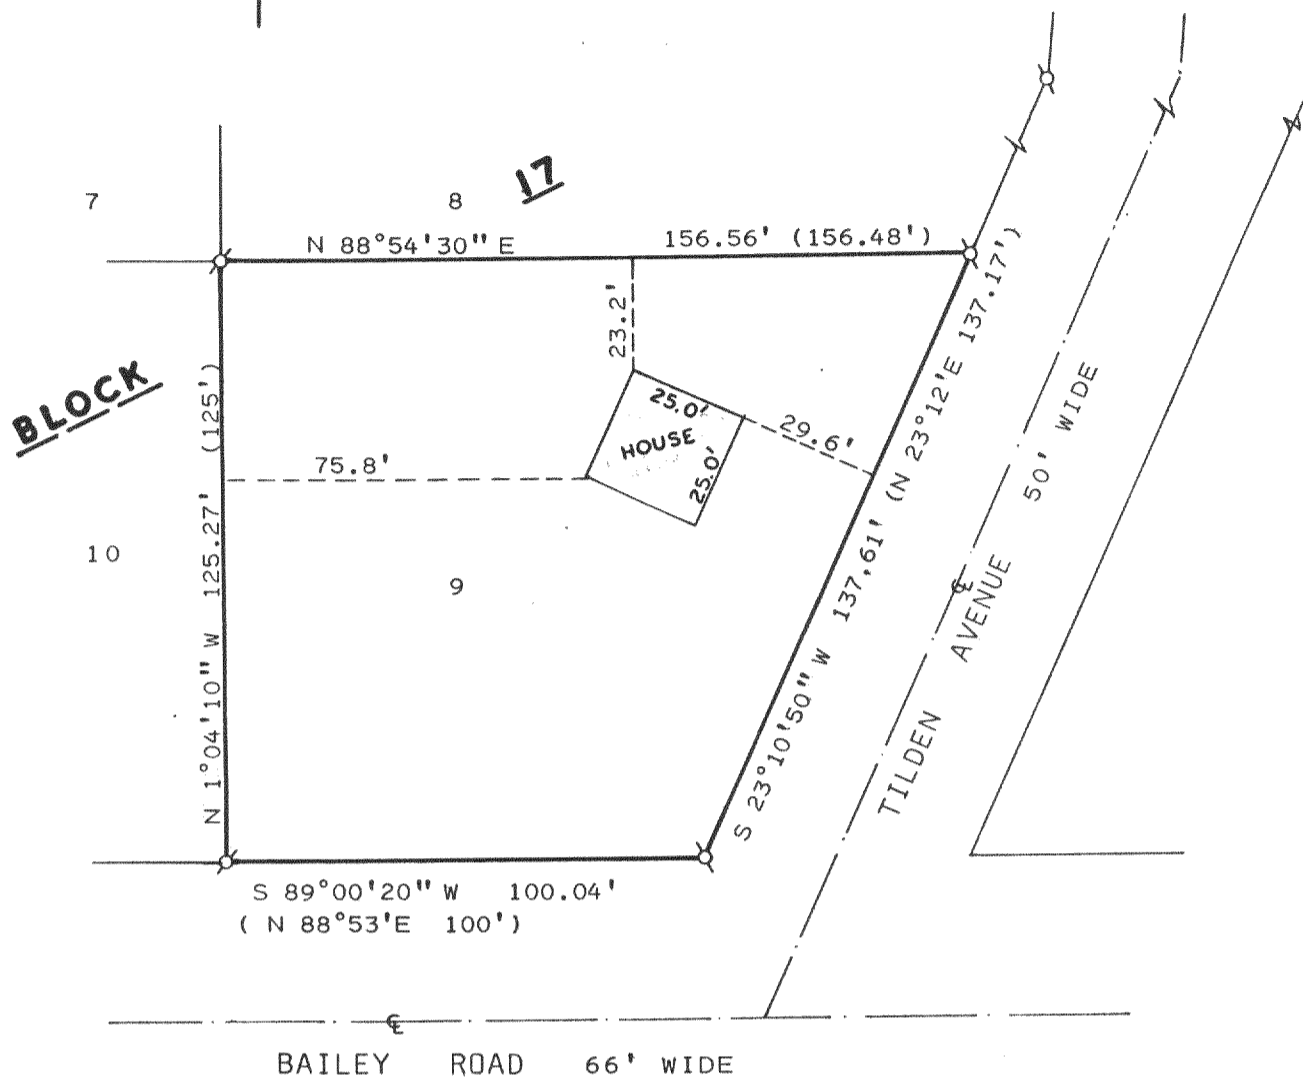 7
8
17
N 88°54'30" E 156.56' (156.48')
23.2'
BLOCK
25.0'
HOUSE
25.0'
29.6'
75.8'
10
9
N 1°04'10" W 125.27' (125')
S 23°10'50" W 137,61' (N 23°12'E 137.17')
TILDEN AVENUE 50' WIDE
℄
S 89°00'20" W 100.04'
( N 88°53'E 100')
℄
BAILEY ROAD 66' WIDE